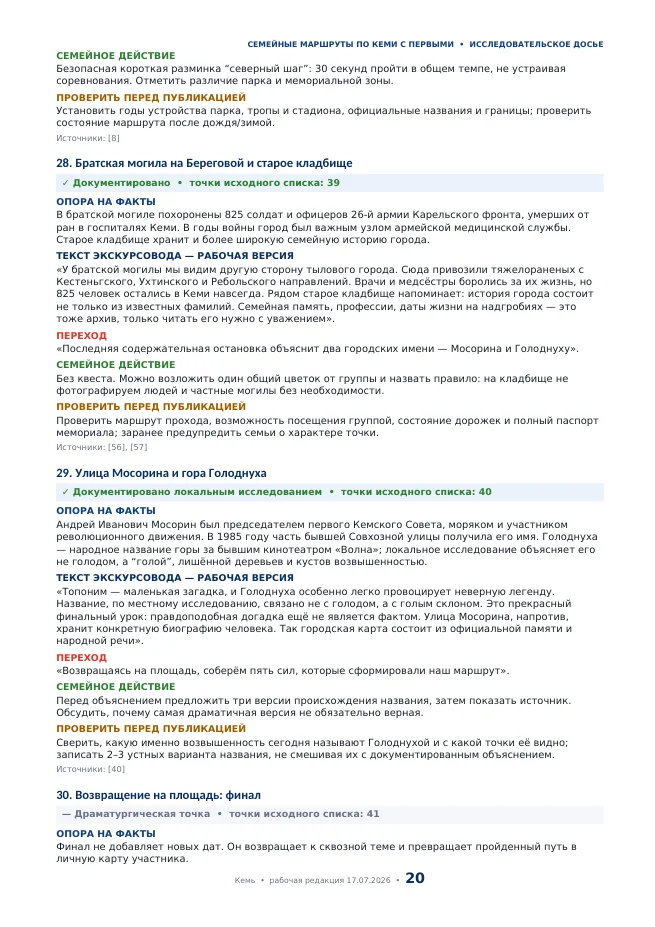 СЕМЕЙНЫЕ МАРШРУТЫ ПО КЕМИ С ПЕРВЫМИ • ИССЛЕДОВАТЕЛЬСКОЕ ДОСЬЕ
СЕМЕЙНОЕ ДЕЙСТВИЕ
Безопасная короткая разминка “северный шаг”: 30 секунд пройти в общем темпе, не устраивая
соревнования. Отметить различие парка и мемориальной зоны.
ПРОВЕРИТЬ ПЕРЕД ПУБЛИКАЦИЕЙ
Установить годы устройства парка, тропы и стадиона, официальные названия и границы; проверить
состояние маршрута после дождя/зимой.
Источники: [8]
28. Братская могила на Береговой и старое кладбище
✓ Документировано • точки исходного списка: 39
ОПОРА НА ФАКТЫ
В братской могиле похоронены 825 солдат и офицеров 26-й армии Карельского фронта, умерших от
ран в госпиталях Кеми. В годы войны город был важным узлом армейской медицинской службы.
Старое кладбище хранит и более широкую семейную историю города.
ТЕКСТ ЭКСКУРСОВОДА — РАБОЧАЯ ВЕРСИЯ
«У братской могилы мы видим другую сторону тылового города. Сюда привозили тяжелораненых с
Кестеньгского, Ухтинского и Ребольского направлений. Врачи и медсёстры боролись за их жизнь, но
825 человек остались в Кеми навсегда. Рядом старое кладбище напоминает: история города состоит
не только из известных фамилий. Семейная память, профессии, даты жизни на надгробиях — это
тоже архив, только читать его нужно с уважением».
ПЕРЕХОД
«Последняя содержательная остановка объяснит два городских имени — Мосорина и Голоднуху».
СЕМЕЙНОЕ ДЕЙСТВИЕ
Без квеста. Можно возложить один общий цветок от группы и назвать правило: на кладбище не
фотографируем людей и частные могилы без необходимости.
ПРОВЕРИТЬ ПЕРЕД ПУБЛИКАЦИЕЙ
Проверить маршрут прохода, возможность посещения группой, состояние дорожек и полный паспорт
мемориала; заранее предупредить семьи о характере точки.
Источники: [56], [57]
29. Улица Мосорина и гора Голоднуха
✓ Документировано локальным исследованием • точки исходного списка: 40
ОПОРА НА ФАКТЫ
Андрей Иванович Мосорин был председателем первого Кемского Совета, моряком и участником
революционного движения. В 1985 году часть бывшей Совхозной улицы получила его имя. Голоднуха
— народное название горы за бывшим кинотеатром «Волна»; локальное исследование объясняет его
не голодом, а “голой”, лишённой деревьев и кустов возвышенностью.
ТЕКСТ ЭКСКУРСОВОДА — РАБОЧАЯ ВЕРСИЯ
«Топоним — маленькая загадка, и Голоднуха особенно легко провоцирует неверную легенду.
Название, по местному исследованию, связано не с голодом, а с голым склоном. Это прекрасный
финальный урок: правдоподобная догадка ещё не является фактом. Улица Мосорина, напротив,
хранит конкретную биографию человека. Так городская карта состоит из официальной памяти и
народной речи».
ПЕРЕХОД
«Возвращаясь на площадь, соберём пять сил, которые сформировали наш маршрут».
СЕМЕЙНОЕ ДЕЙСТВИЕ
Перед объяснением предложить три версии происхождения названия, затем показать источник.
Обсудить, почему самая драматичная версия не обязательно верная.
ПРОВЕРИТЬ ПЕРЕД ПУБЛИКАЦИЕЙ
Сверить, какую именно возвышенность сегодня называют Голоднухой и с какой точки её видно;
записать 2–3 устных варианта названия, не смешивая их с документированным объяснением.
Источники: [40]
30. Возвращение на площадь: финал
— Драматургическая точка • точки исходного списка: 41
ОПОРА НА ФАКТЫ
Финал не добавляет новых дат. Он возвращает к сквозной теме и превращает пройденный путь в
личную карту участника.
Кемь • рабочая редакция 17.07.2026 • 20